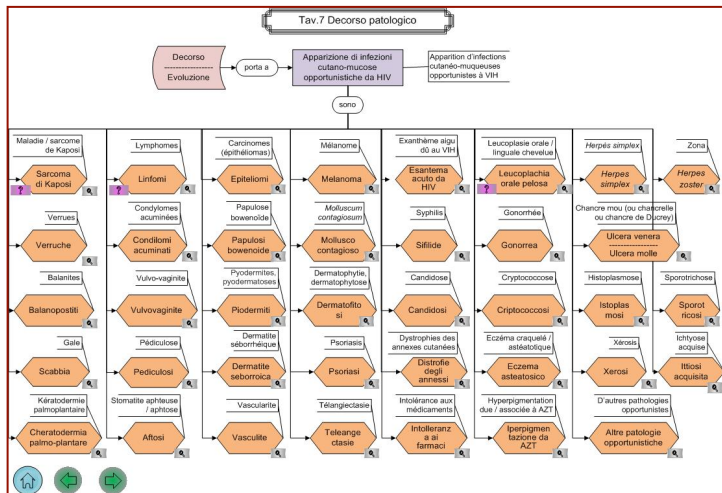 Tav.7 Decorso patologico
Decorso
Evoluzione
porta a
Apparizione di infezioni
cutano-mucose
opportunistiche da HIV
Apparition d'infections
cutanéo-muqueuses
opportunistes à VIH
sono
Maladie / sarcome
de Kaposi
Sarcoma
di Kaposi
?
Lymphomes
Linfomi
?
Carcinomes
(épithéliomas)
Epiteliomi
Mélanome
Melanoma
Exanthème aigu
dû au VIH
Esantema
acuto da
HIV
Leucoplasie orale /
linguale chevelue
Leucoplachia
orale pelosa
?
Herpés simplex
Herpes
simplex
Zona
Herpes
zoster
Verrues
Verruche
Condylomes
acuminées
Condilomi
acuminati
Papulose
bowenoïde
Papulosi
bowenoide
Molluscum
contagiosum
Mollusco
contagioso
Syphilis
Sifilide
Gonorrhée
Gonorrea
Chancre mou (ou chancrelle
ou chancre de Ducrey)
Ulcera venera
Ulcera molle
Balanites
Balanopostiti
Vulvo-vaginite
Vulvovaginite
Pyodermites,
pyodermatoses
Piodermiti
Dermatophytie,
dermatophytose
Dermatofito
si
Candidose
Candidosi
Cryptococcose
Criptococcosi
Histoplasmose
Istoplas
mosi
Sporotrichose
Sporot
ricosi
Gale
Scabbia
Pédiculose
Pediculosi
Dermatite
séborrhéique
Dermatite
seboroica
Psoriasis
Psoriasi
Dystrophies des
annexes cutanées
Distrofie
degli
annessi
Eczéma craquelé /
astéatotique
Eczema
asteatosico
Xérosis
Xerosi
Ichtyose
acquise
Ittiosi
acquisita
Kératodermie
palmoplantaire
Cheratodermia
palmo-plantare
Stomatite aphteuse
/ aphtose
Aftosi
Vascularite
Vasculite
Télangiectasie
Teleange
ctasie
Intolérance aux
médicaments
Intolleranz
a ai
farmaci
Hyperpigmentation
due / associée à AZT
Iperpigmen
tazione da
AZT
D'autres pathologies
opportunistes
Altre patologie
opportunistiche